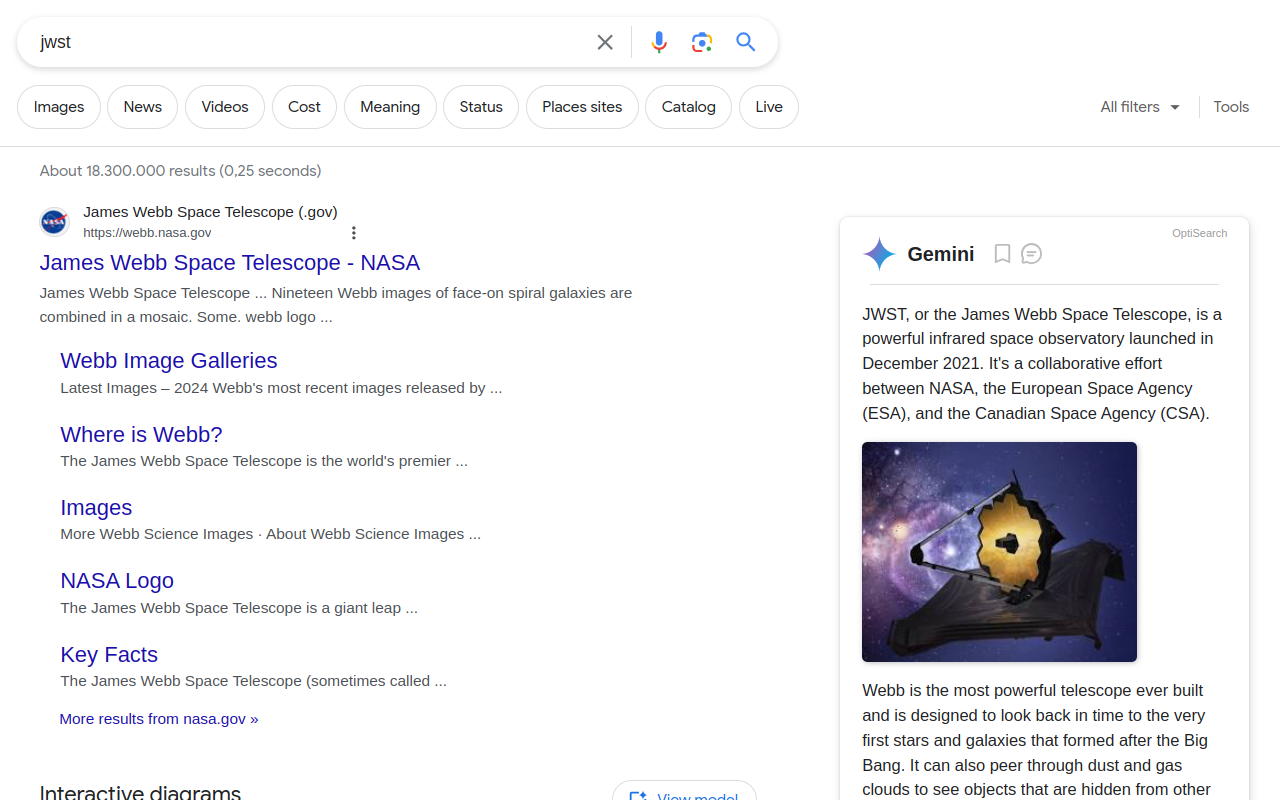 jwst
Images
News
Videos
Cost
Meaning
Status
Places sites
Catalog
Live
All filters
Tools
About 18.300.000 results (0,25 seconds)
NASA
James Webb Space Telescope (.gov)
https://webb.nasa.gov
James Webb Space Telescope - NASA
James Webb Space Telescope ... Nineteen Webb images of face-on spiral galaxies are
combined in a mosaic. Some. webb logo ...
Webb Image Galleries
Latest Images – 2024 Webb's most recent images released by ...
Where is Webb?
The James Webb Space Telescope is the world's premier ...
Images
More Webb Science Images · About Webb Science Images ...
NASA Logo
The James Webb Space Telescope is a giant leap ...
Key Facts
The James Webb Space Telescope (sometimes called ...
More results from nasa.gov »
Interactive diagrams
View model
OptiSearch
Gemini
JWST, or the James Webb Space Telescope, is a
powerful infrared space observatory launched in
December 2021. It's a collaborative effort
between NASA, the European Space Agency
(ESA), and the Canadian Space Agency (CSA).
Webb is the most powerful telescope ever built
and is designed to look back in time to the very
first stars and galaxies that formed after the Big
Bang. It can also peer through dust and gas
clouds to see objects that are hidden from other